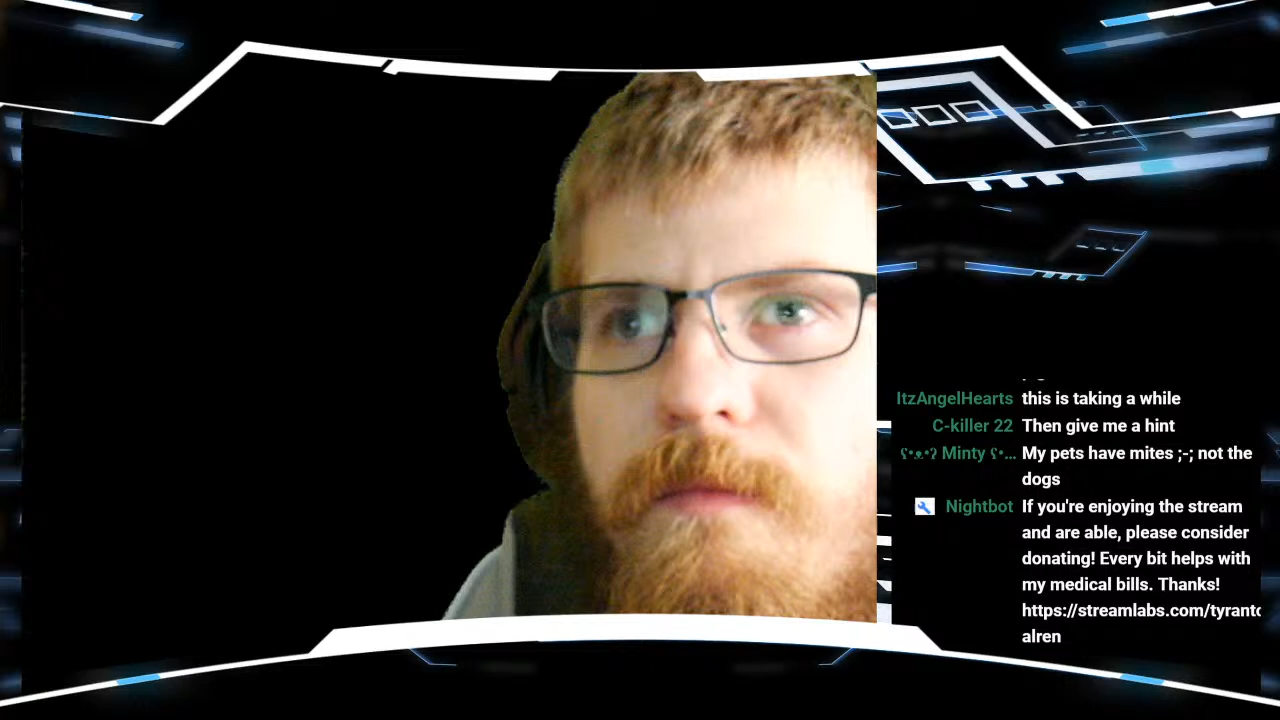 ItzAngelHearts this is taking a while
C-killer 22 Then give me a hint
ʕ•ᴥ•ʔ Minty ʕ•… My pets have mites ;-; not the
dogs
Nightbot If you're enjoying the stream
and are able, please consider
donating! Every bit helps with
my medical bills. Thanks!
https://streamlabs.com/tyrant
alren